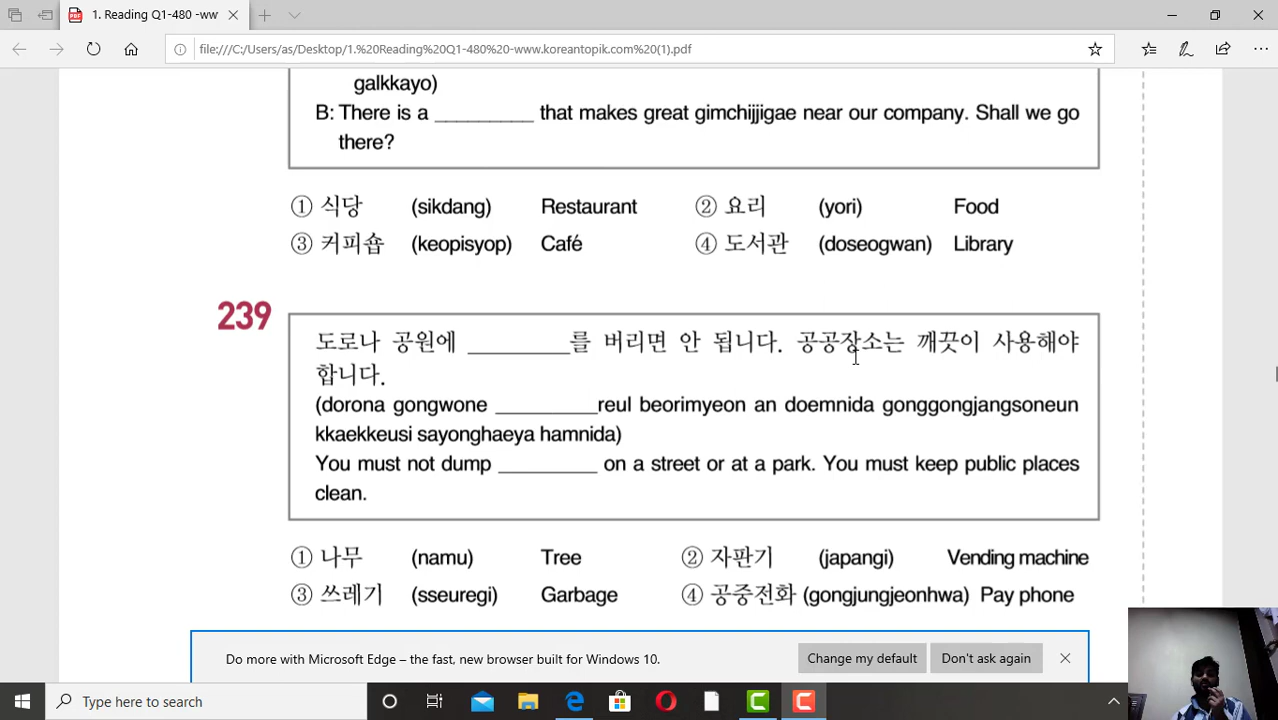 1. Reading Q1-480 -ww
file:///C:/Users/as/Desktop/1.%20Reading%20Q1-480%20-www.koreantopik.com%20(1).pdf
galkkayo)
B: There is a _________ that makes great gimchijjigae near our company. Shall we go
there?
① 식당 (sikdang) Restaurant ②요리 (yori) Food
③ 커피숍 (keopisyop) Café ④ 도서관 (doseogwan) Library
239
도로나 공원에 _________를 버리면 안 됩니다. 공공장소는 깨끗이 사용해야
합니다.
(dorona gongwone _________reul beorimyeon an doemnida gonggongjangsoneun
kkaekkeusi sayonghaeya hamnida)
You must not dump _________ on a street or at a park. You must keep public places
clean.
① 나무 (namu) Tree ② 자판기 (japangi) Vending machine
③ 쓰레기 (sseuregi) Garbage ④ 공중전화 (gongjungjeonhwa) Pay phone
Do more with Microsoft Edge – the fast, new browser built for Windows 10. Change my default Don't ask again
Type here to search